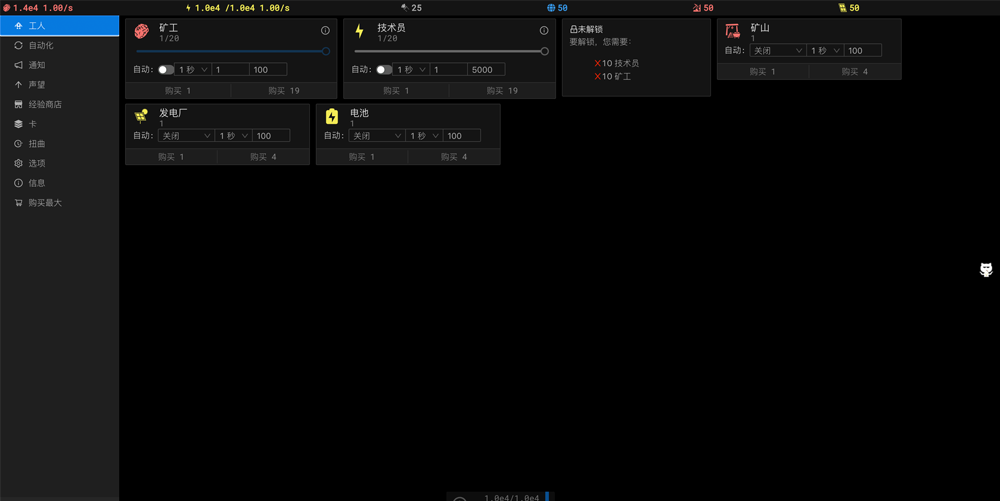 1.4e4 1.00/s
1.0e4 /1.0e4 1.00/s
25
50
50
50
工人
自动化
通知
声望
经验商店
卡
扭曲
选项
信息
购买最大
矿工
1/20
自动: 1 秒 1 100
购买 1 购买 19
技术员
1/20
自动: 1 秒 1 5000
购买 1 购买 19
未解锁
要解锁，您需要：
10 技术员
10 矿工
矿山
1
自动: 关闭 1 秒 100
购买 1 购买 4
发电厂
1
自动: 关闭 1 秒 100
购买 1 购买 4
电池
1
自动: 关闭 1 秒 100
购买 1 购买 4
1.0e4/1.0e4